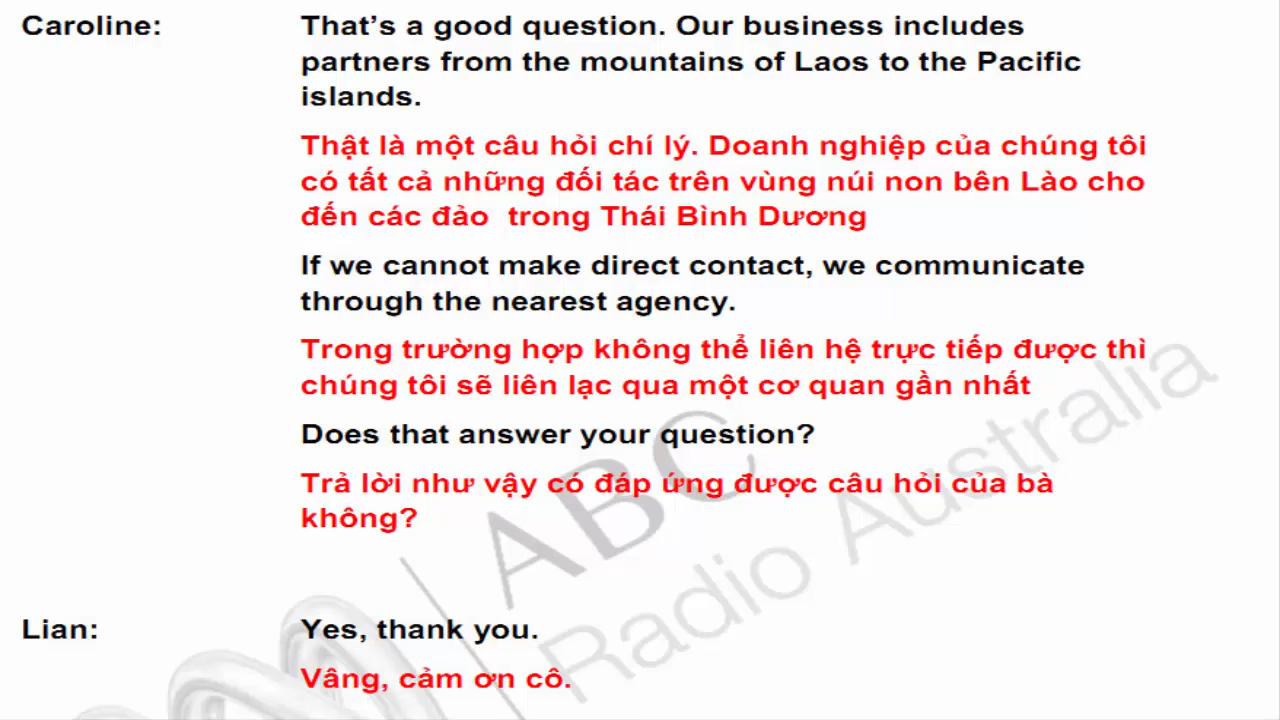 Caroline: That’s a good question. Our business includes
partners from the mountains of Laos to the Pacific
islands.
Thật là một câu hỏi chí lý. Doanh nghiệp của chúng tôi
có tất cả những đối tác trên vùng núi non bên Lào cho
đến các đảo  trong Thái Bình Dương
If we cannot make direct contact, we communicate
through the nearest agency.
Trong trường hợp không thể liên hệ trực tiếp được thì
chúng tôi sẽ liên lạc qua một cơ quan gần nhất
Does that answer your question?
Trả lời như vậy có đáp ứng được câu hỏi của bà
không?
Lian: Yes, thank you.
Vâng, cảm ơn cô.
ABC
Radio Australia